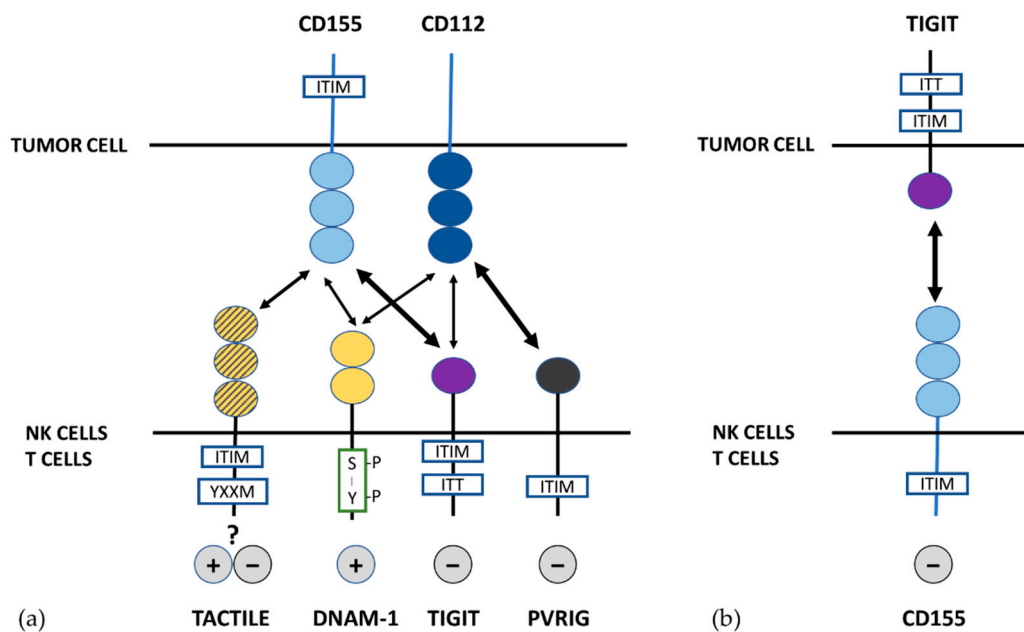 CD155 CD112
ITIM
TUMOR CELL
NK CELLS
T CELLS
ITIM
YXXM
?
S -P
Y -P
ITIM
ITT
ITIM
+ − + − −
TACTILE DNAM-1 TIGIT PVRIG
(a)
TIGIT
ITT
ITIM
TUMOR CELL
NK CELLS
T CELLS
ITIM
−
CD155
(b)